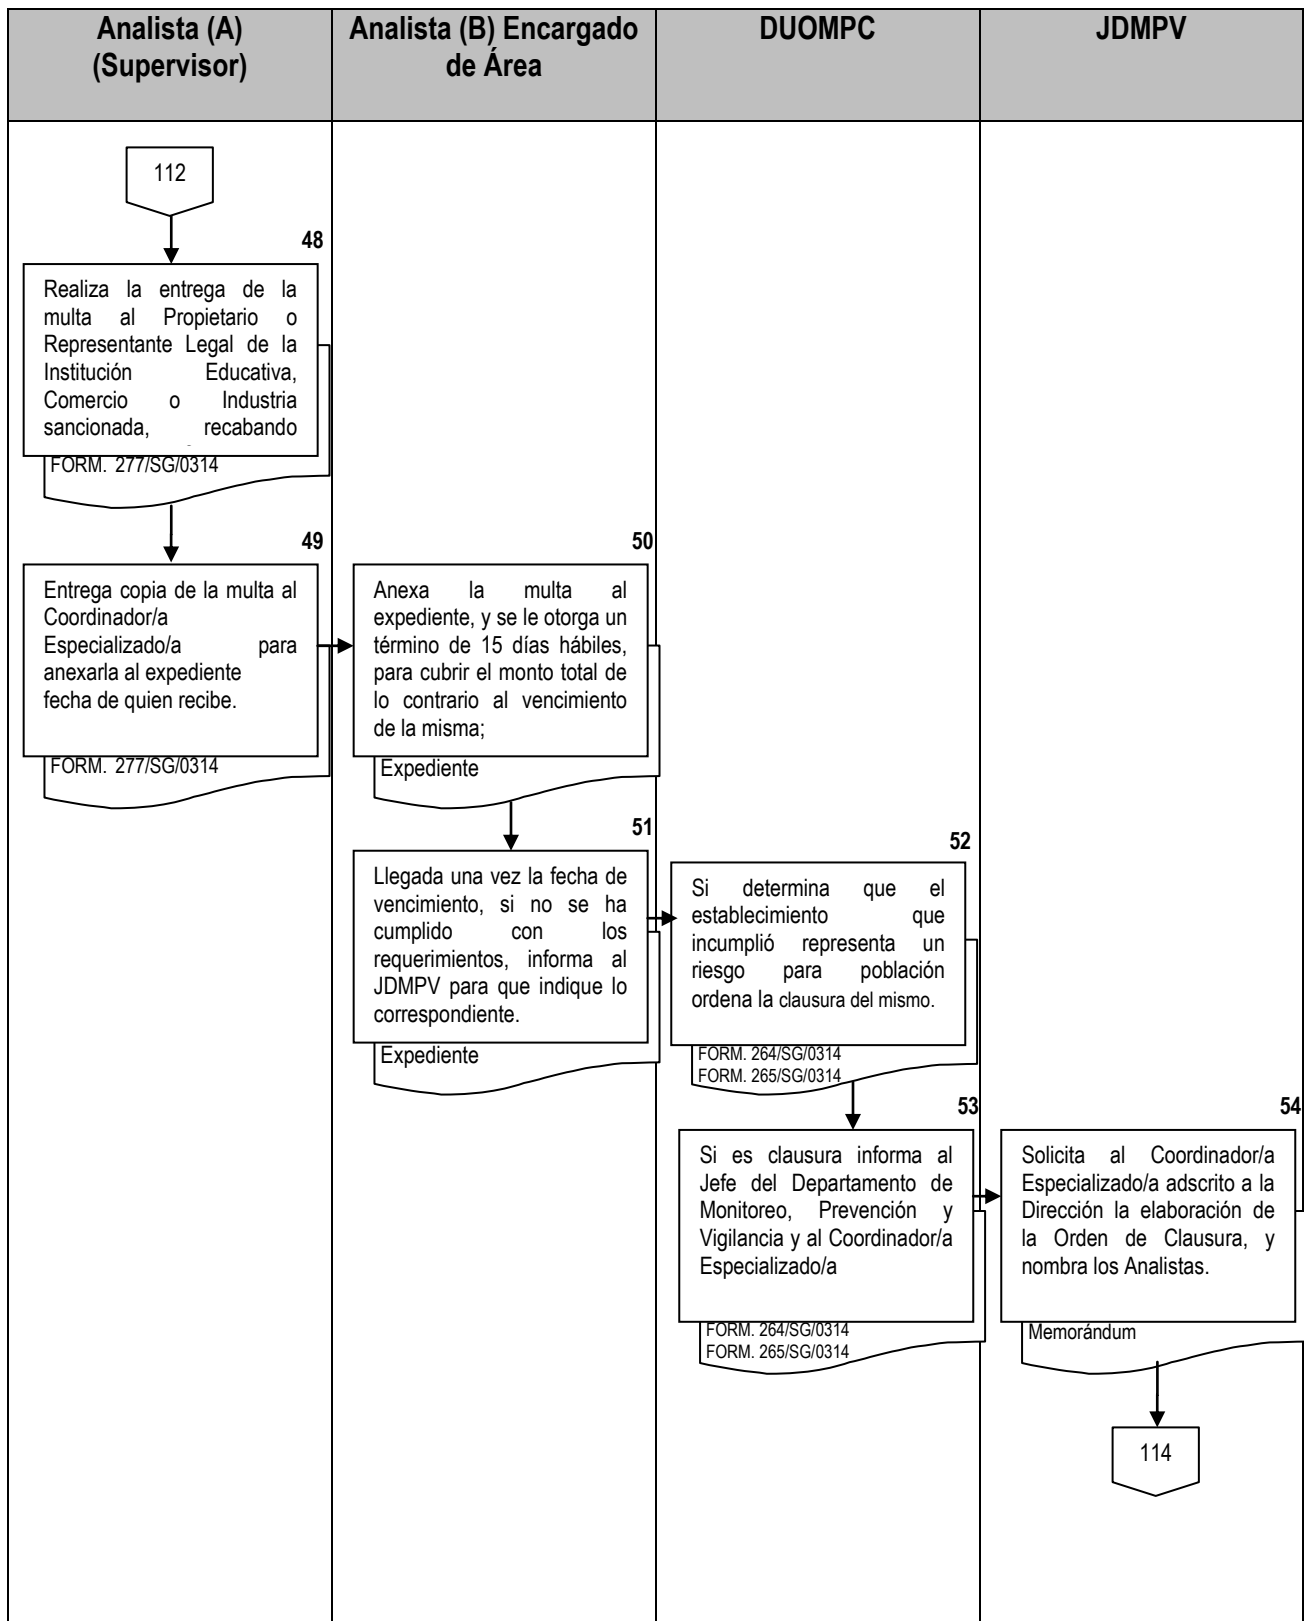 Analista (A)
(Supervisor)
Analista (B) Encargado
de Área
DUOMPC
JDMPV
112
48
Realiza la entrega de la
multa al Propietario o
Representante Legal de la
Institución Educativa,
Comercio o Industria
sancionada, recabando
FORM. 277/SG/0314
49
Entrega copia de la multa al
Coordinador/a
Especializado/a para
anexarla al expediente
fecha de quien recibe.
FORM. 277/SG/0314
50
Anexa la multa al
expediente, y se le otorga un
término de 15 días hábiles,
para cubrir el monto total de
lo contrario al vencimiento
de la misma;
Expediente
51
Llegada una vez la fecha de
vencimiento, si no se ha
cumplido con los
requerimientos, informa al
JDMPV para que indique lo
correspondiente.
Expediente
52
Si determina que el
establecimiento que
incumplió representa un
riesgo para población
ordena la clausura del mismo.
FORM. 264/SG/0314
FORM. 265/SG/0314
53
Si es clausura informa al
Jefe del Departamento de
Monitoreo, Prevención y
Vigilancia y al Coordinador/a
Especializado/a
FORM. 264/SG/0314
FORM. 265/SG/0314
54
Solicita al Coordinador/a
Especializado/a adscrito a la
Dirección la elaboración de
la Orden de Clausura, y
nombra los Analistas.
Memorándum
114